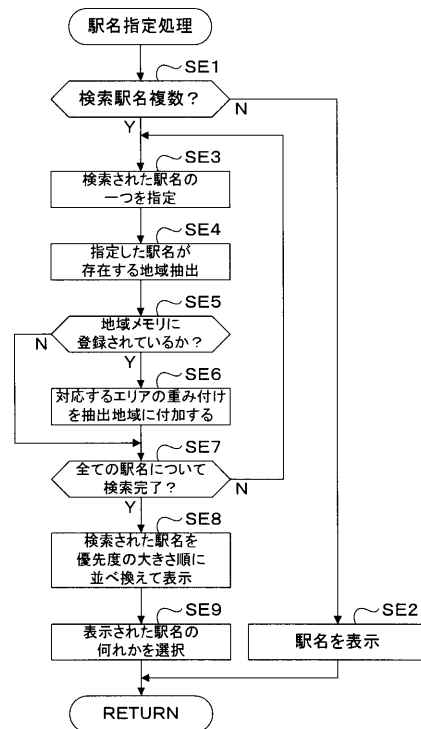 駅名指定処理
SE1
検索駅名複数？
N
Y
SE3
検索された駅名の
一つを指定
SE4
指定した駅名が
存在する地域抽出
SE5
地域メモリに
登録されているか？
N
Y
SE6
対応するエリアの重み付け
を抽出地域に付加する
SE7
全ての駅名について
検索完了？
N
Y
SE8
検索された駅名を
優先度の大きさ順に
並べ換えて表示
SE9
表示された駅名の
何れかを選択
SE2
駅名を表示
RETURN